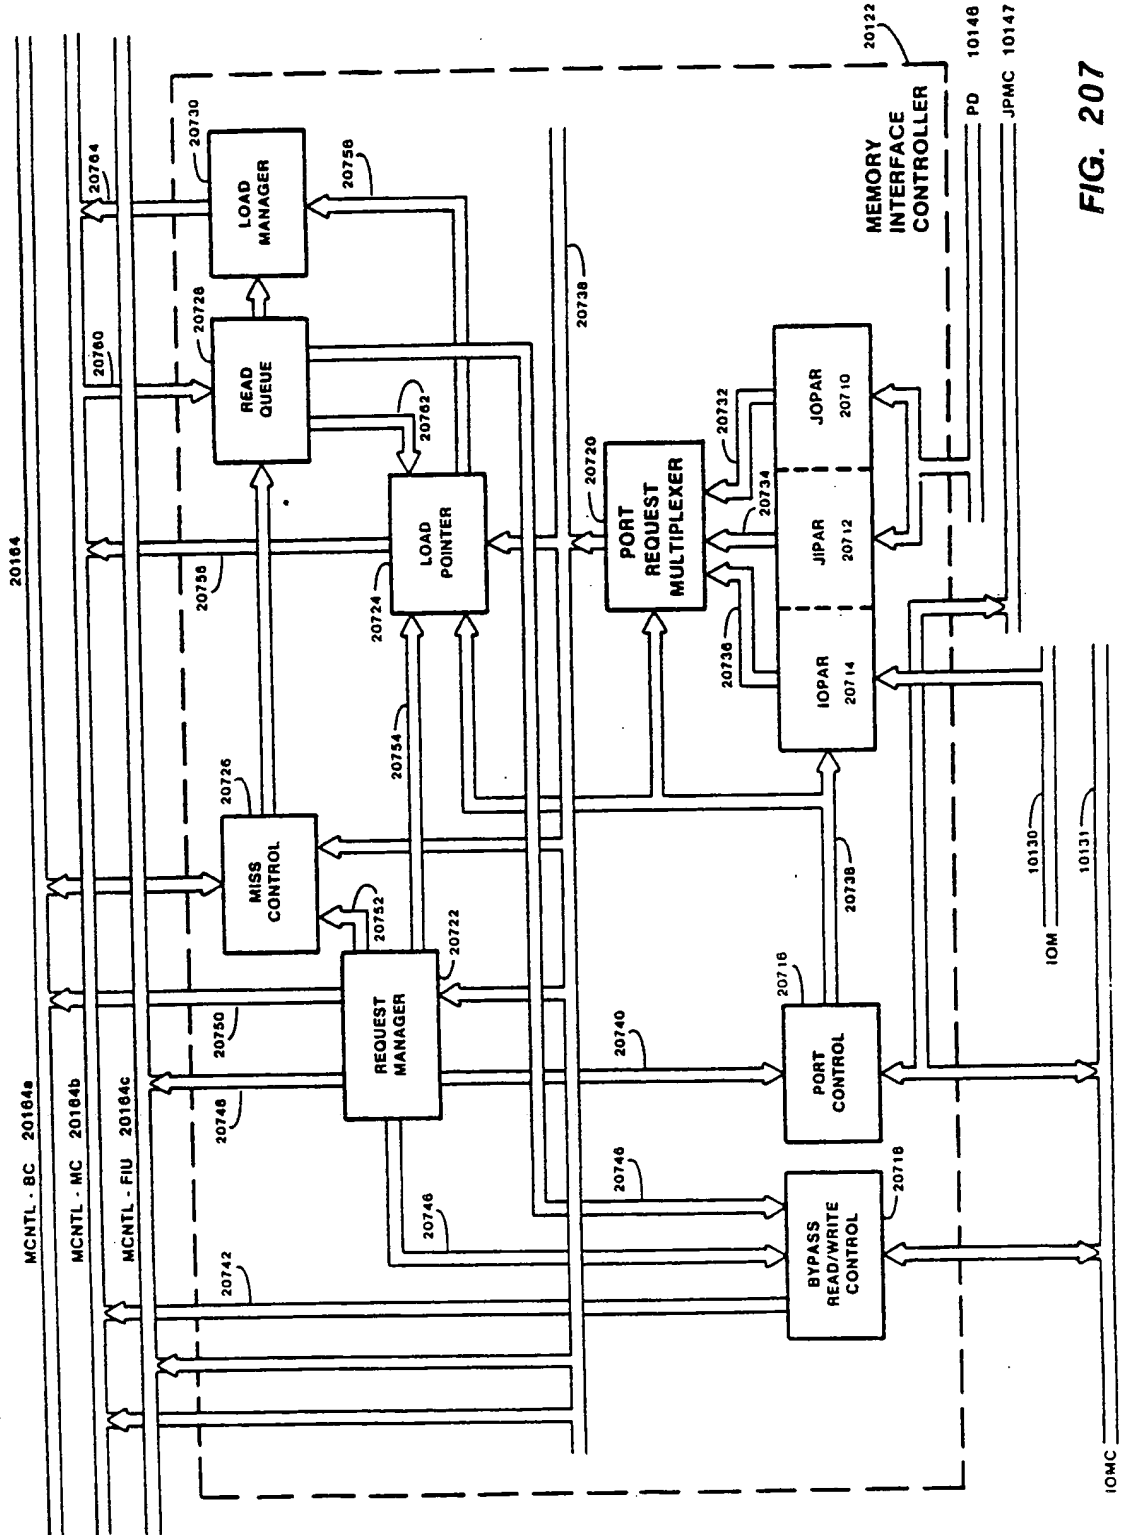 20164
MCNTL - BC 20164a
MCNTL - MC 20164b
MCNTL - FIU 20164c
20742
20748
20750
20756
20760
20764
REQUEST
MANAGER
20722
MISS
CONTROL
20726
20752
READ
QUEUE
20728
LOAD
MANAGER
20730
20746
20754
LOAD
POINTER
20724
20762
20758
20738
20740
20746
PORT
REQUEST
MULTIPLEXER
20720
20736
20734
20732
BYPASS
READ/WRITE
CONTROL
20718
PORT
CONTROL
20716
20738
IOPAR
20714
JIPAR
20712
JOPAR
20710
MEMORY
INTERFACE
CONTROLLER
20122
IOM
10130
IOMC
10131
PD 10146
JPMC 10147
FIG. 207